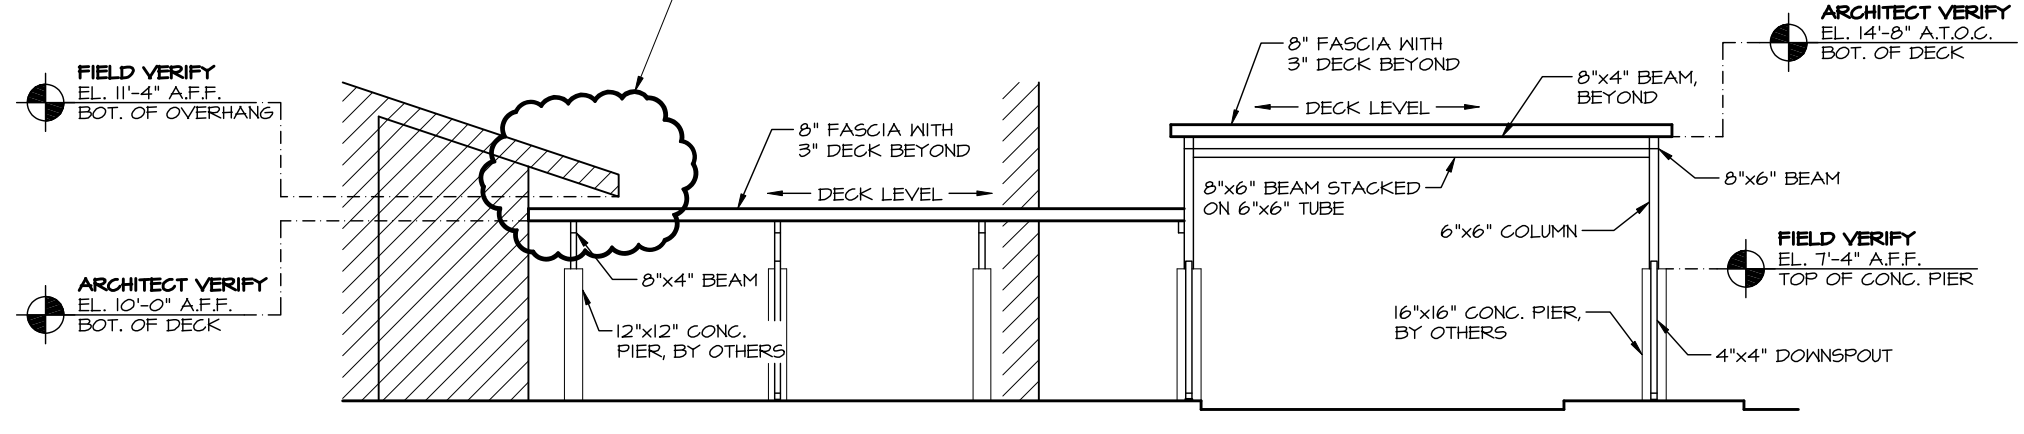 FIELD VERIFY
EL. 11'-4" A.F.F.
BOT. OF OVERHANG
ARCHITECT VERIFY
EL. 10'-0" A.F.F.
BOT. OF DECK
8" FASCIA WITH
3" DECK BEYOND
DECK LEVEL
8"x4" BEAM
12"x12" CONC.
PIER, BY OTHERS
8" FASCIA WITH
3" DECK BEYOND
DECK LEVEL
8"x4" BEAM,
BEYOND
8"x6" BEAM STACKED
ON 6"x6" TUBE
8"x6" BEAM
6"x6" COLUMN
16"x16" CONC. PIER,
BY OTHERS
4"x4" DOWNSPOUT
ARCHITECT VERIFY
EL. 14'-8" A.T.O.C.
BOT. OF DECK
FIELD VERIFY
EL. 7'-4" A.F.F.
TOP OF CONC. PIER